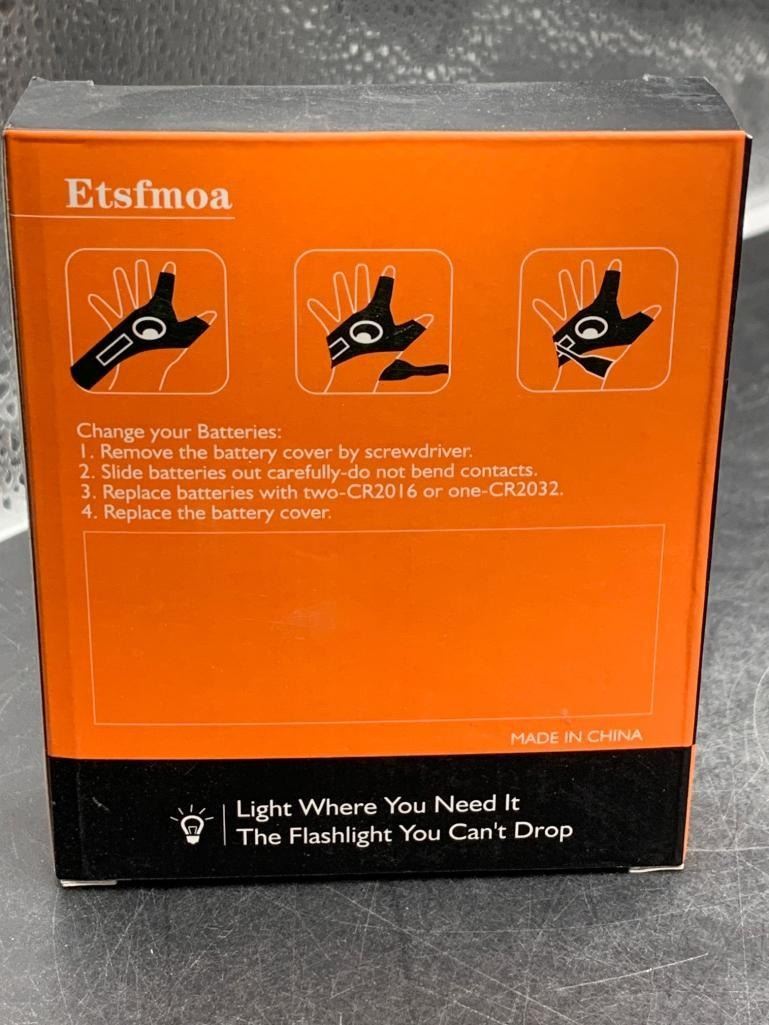 Etsfmoa
Change your Batteries:
1. Remove the battery cover by screwdriver.
2. Slide batteries out carefully-do not bend contacts.
3. Replace batteries with two-CR2016 or one-CR2032.
4. Replace the battery cover.
MADE IN CHINA
Light Where You Need It
The Flashlight You Can't Drop